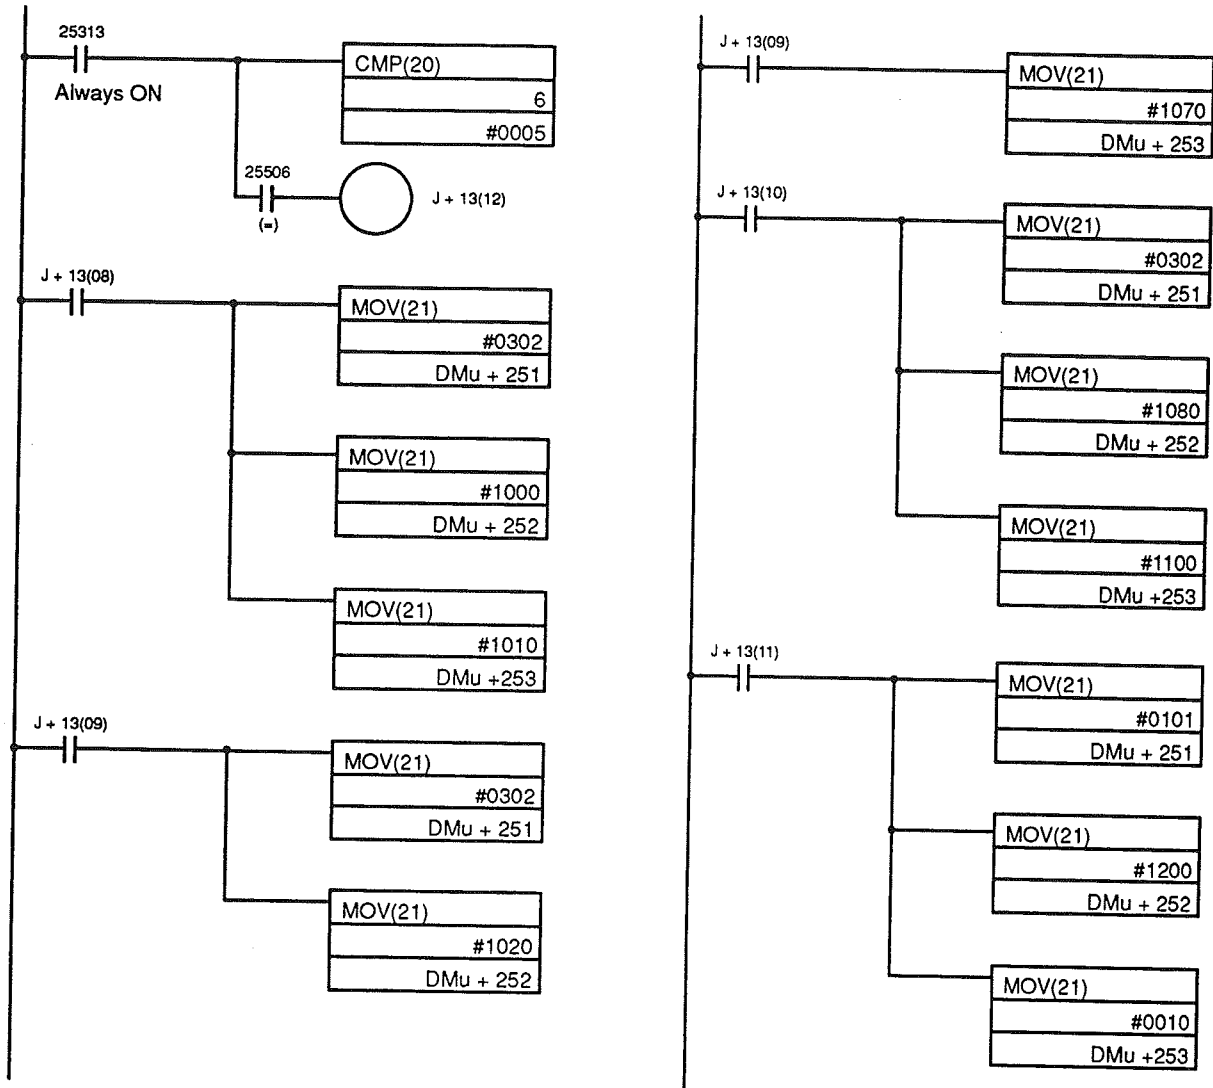 25313
Always ON
CMP(20)
6
#0005
25506
(=)
J + 13(12)
J + 13(08)
MOV(21)
#0302
DMu + 251
MOV(21)
#1000
DMu + 252
MOV(21)
#1010
DMu +253
J + 13(09)
MOV(21)
#0302
DMu + 251
MOV(21)
#1020
DMu + 252
J + 13(09)
MOV(21)
#1070
DMu + 253
J + 13(10)
MOV(21)
#0302
DMu + 251
MOV(21)
#1080
DMu + 252
MOV(21)
#1100
DMu +253
J + 13(11)
MOV(21)
#0101
DMu + 251
MOV(21)
#1200
DMu + 252
MOV(21)
#0010
DMu +253